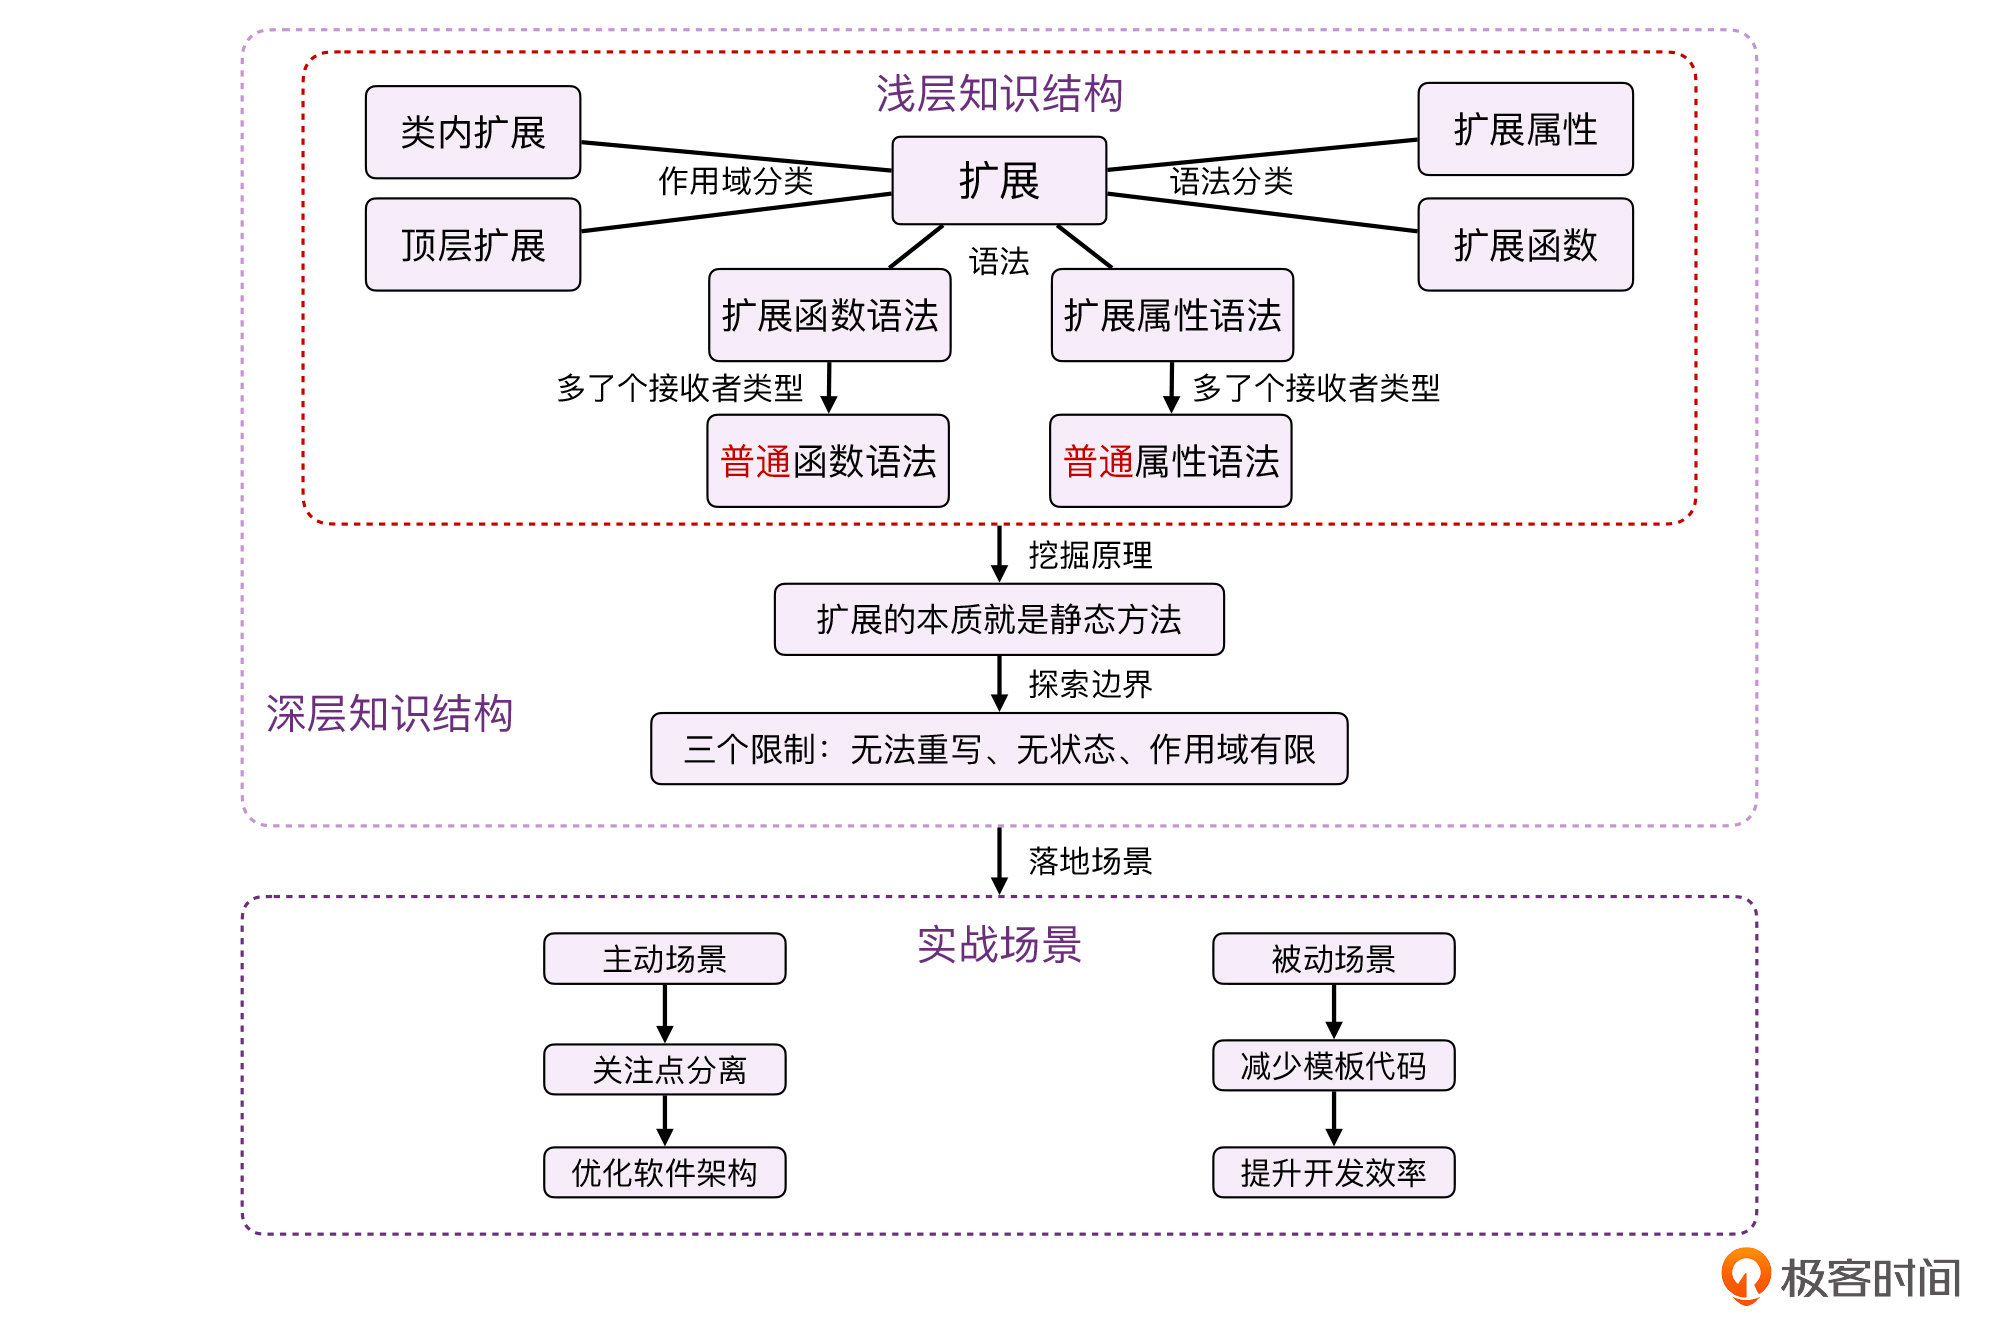 浅层知识结构
类内扩展
扩展属性
作用域分类
扩展
语法分类
顶层扩展
扩展函数
语法
扩展函数语法
扩展属性语法
多了个接收者类型
多了个接收者类型
普通函数语法
普通属性语法
挖掘原理
扩展的本质就是静态方法
探索边界
深层知识结构
三个限制：无法重写、无状态、作用域有限
落地场景
实战场景
主动场景
被动场景
关注点分离
减少模板代码
优化软件架构
提升开发效率
极客时间